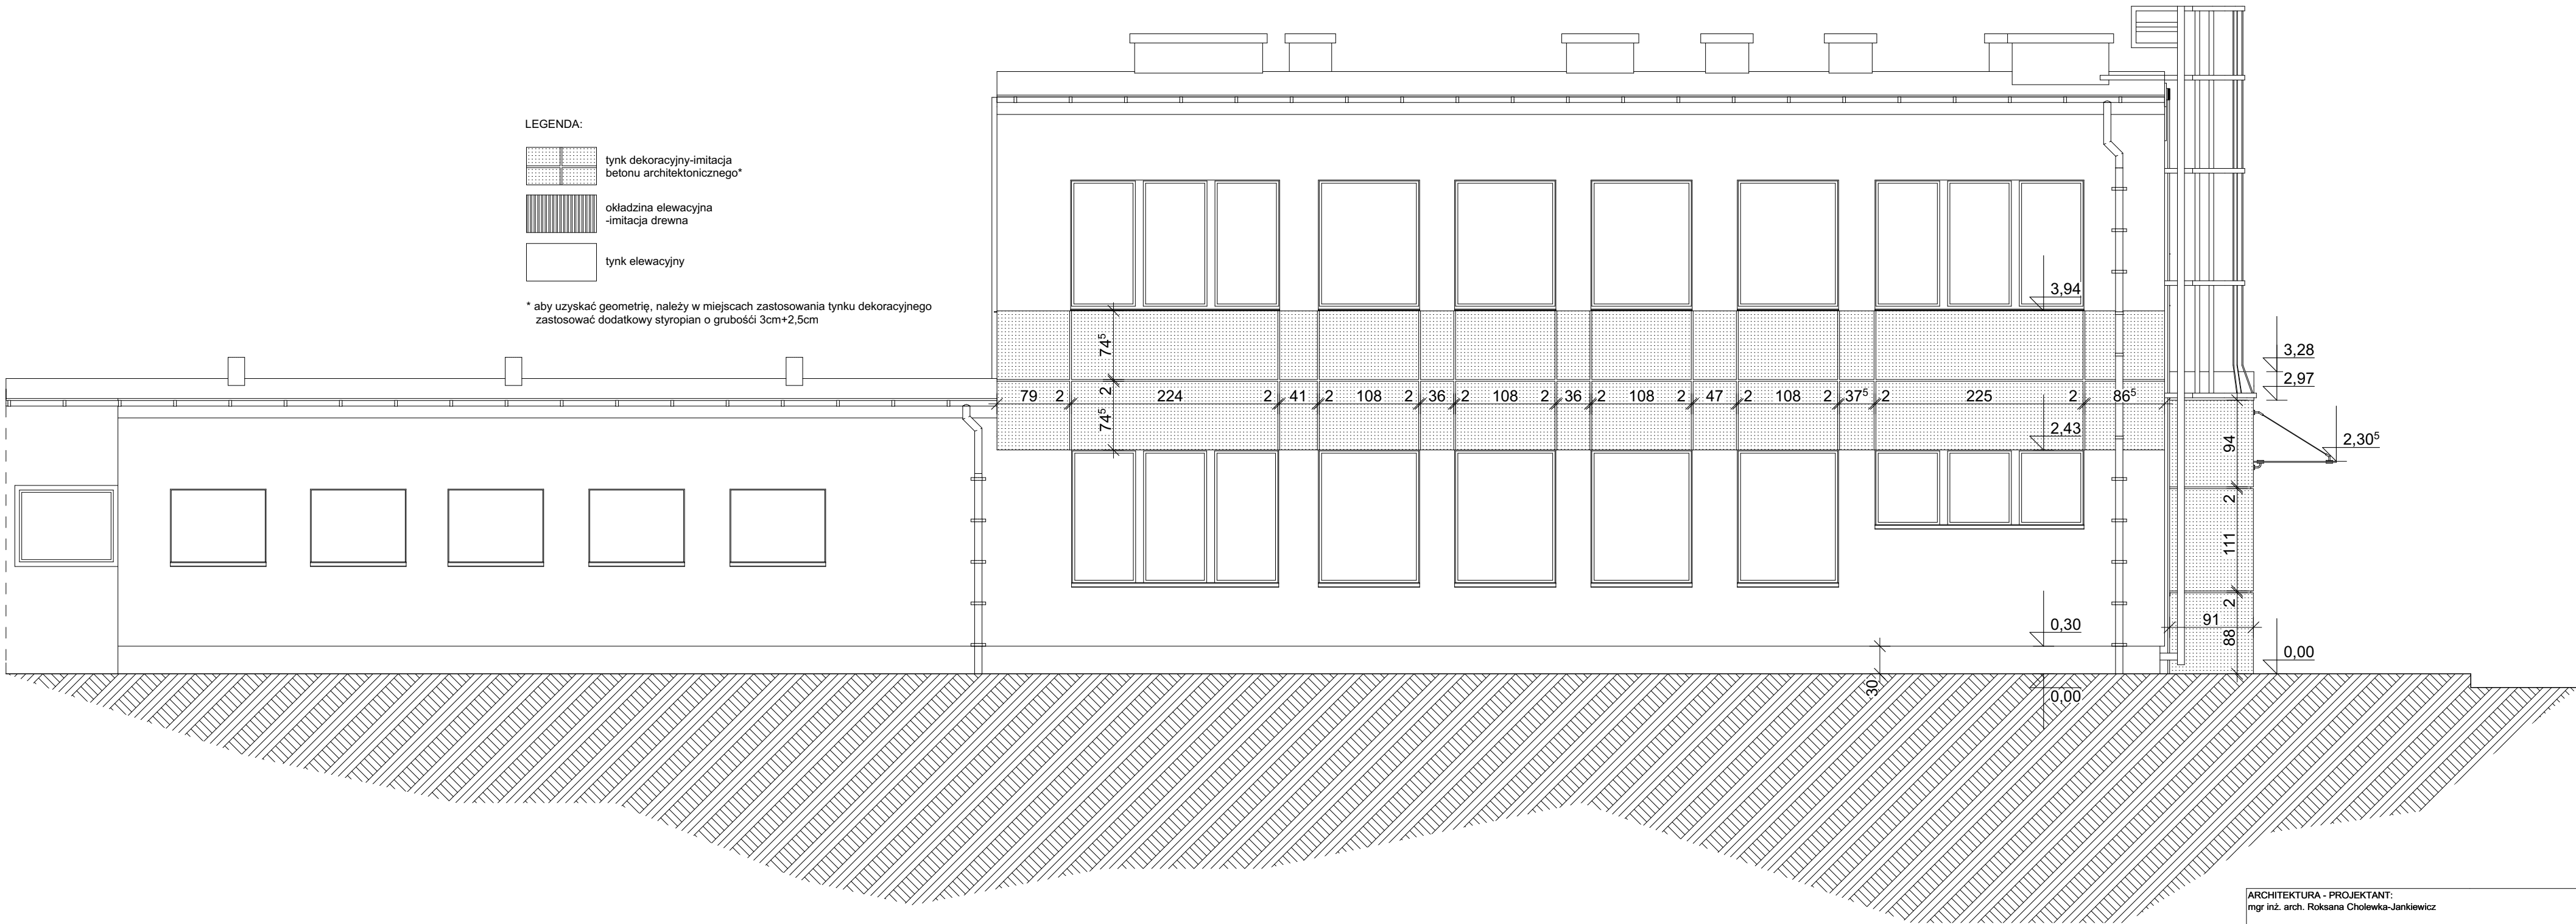 LEGENDA:
tynk dekoracyjny-imitacja
betonu architektonicznego*
okładzina elewacyjna
-imitacja drewna
tynk elewacyjny
* aby uzyskać geometrię, należy w miejscach zastosowania tynku dekoracyjnego
zastosować dodatkowy styropian o grubośći 3cm+2,5cm
3,94
74⁵
2
74⁵
79 2 224 2 41 2 108 2 36 2 108 2 36 2 108 2 47 2 108 2 37⁵ 2 225 2 86⁵
2,43
3,28
2,97
2,30⁵
94
2
111
2
88
91
0,30
30
0,00
0,00
ARCHITEKTURA - PROJEKTANT:
mgr inż. arch. Roksana Cholewka-Jankiewicz